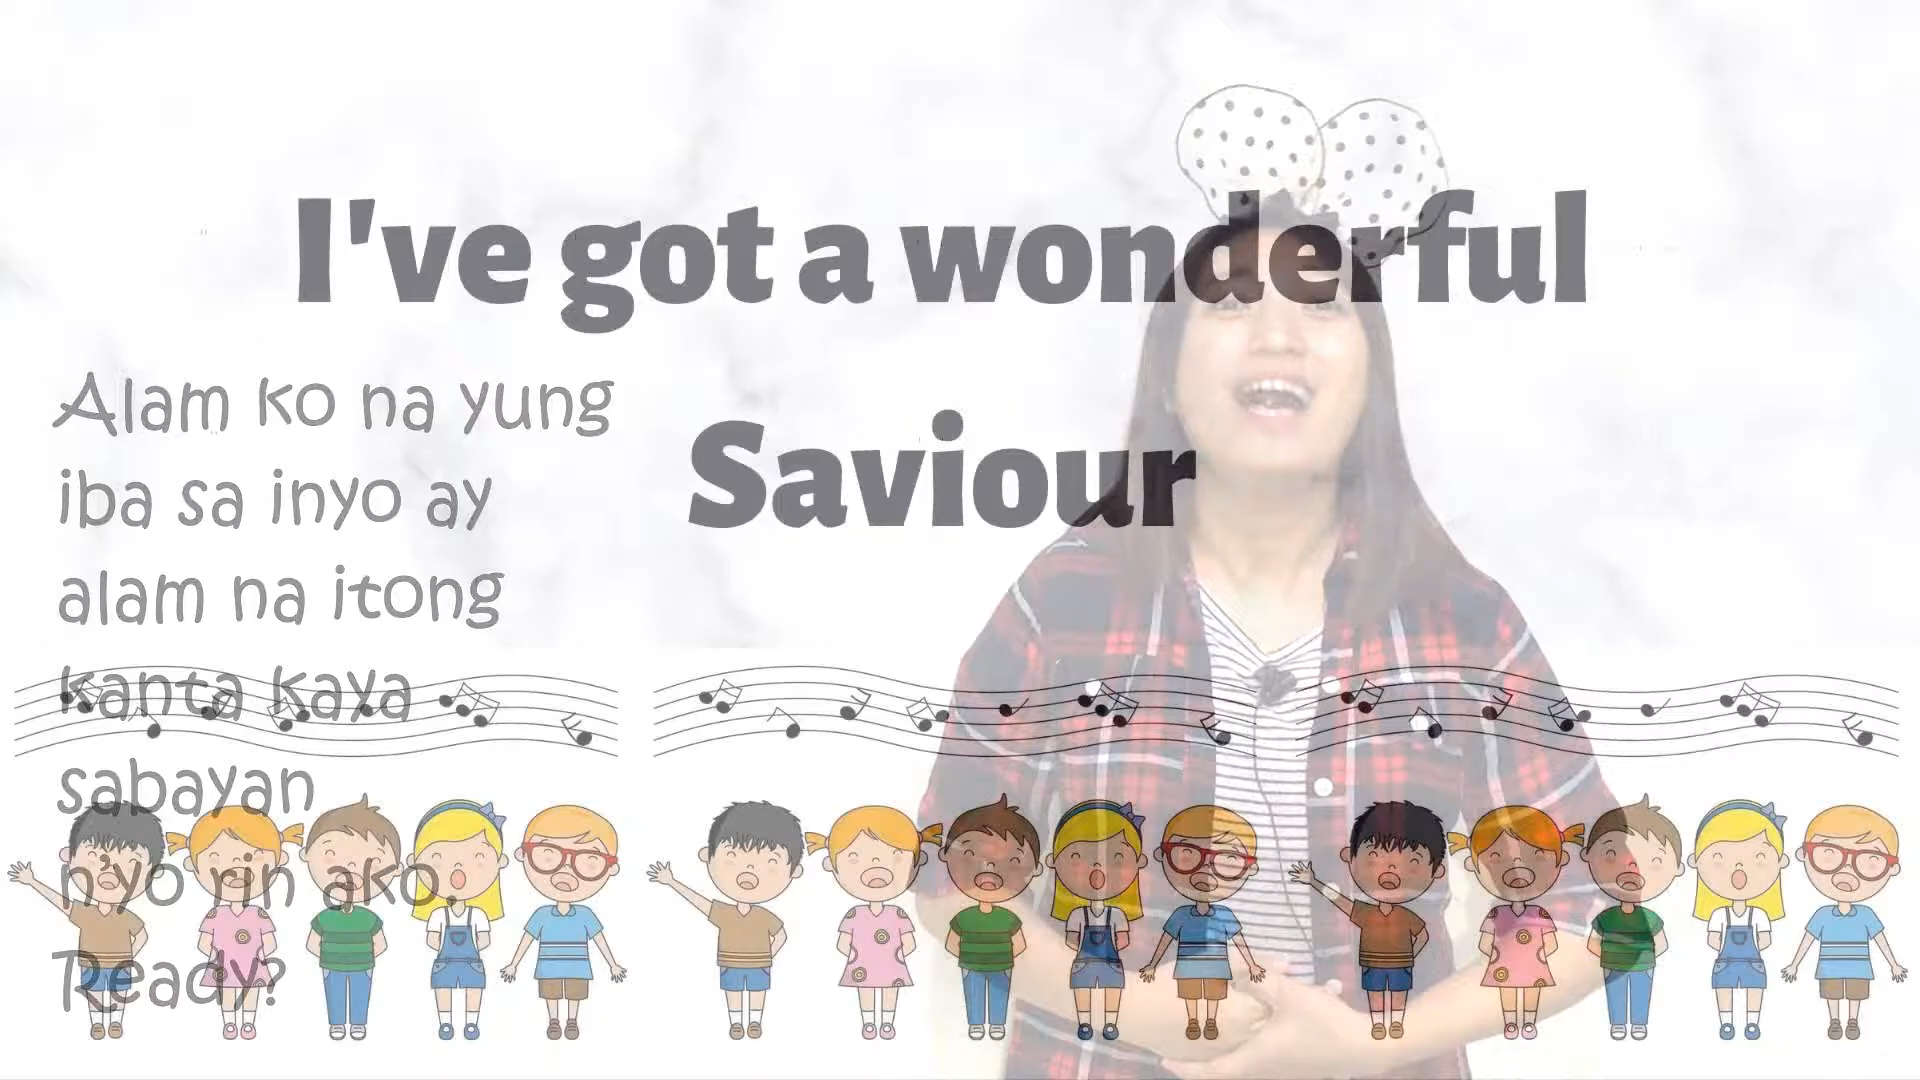 I've got a wonderful
Saviour
Alam ko na yung
iba sa inyo ay
alam na itong
kanta kaya
sabayan
n'yo rin ako.
Ready?